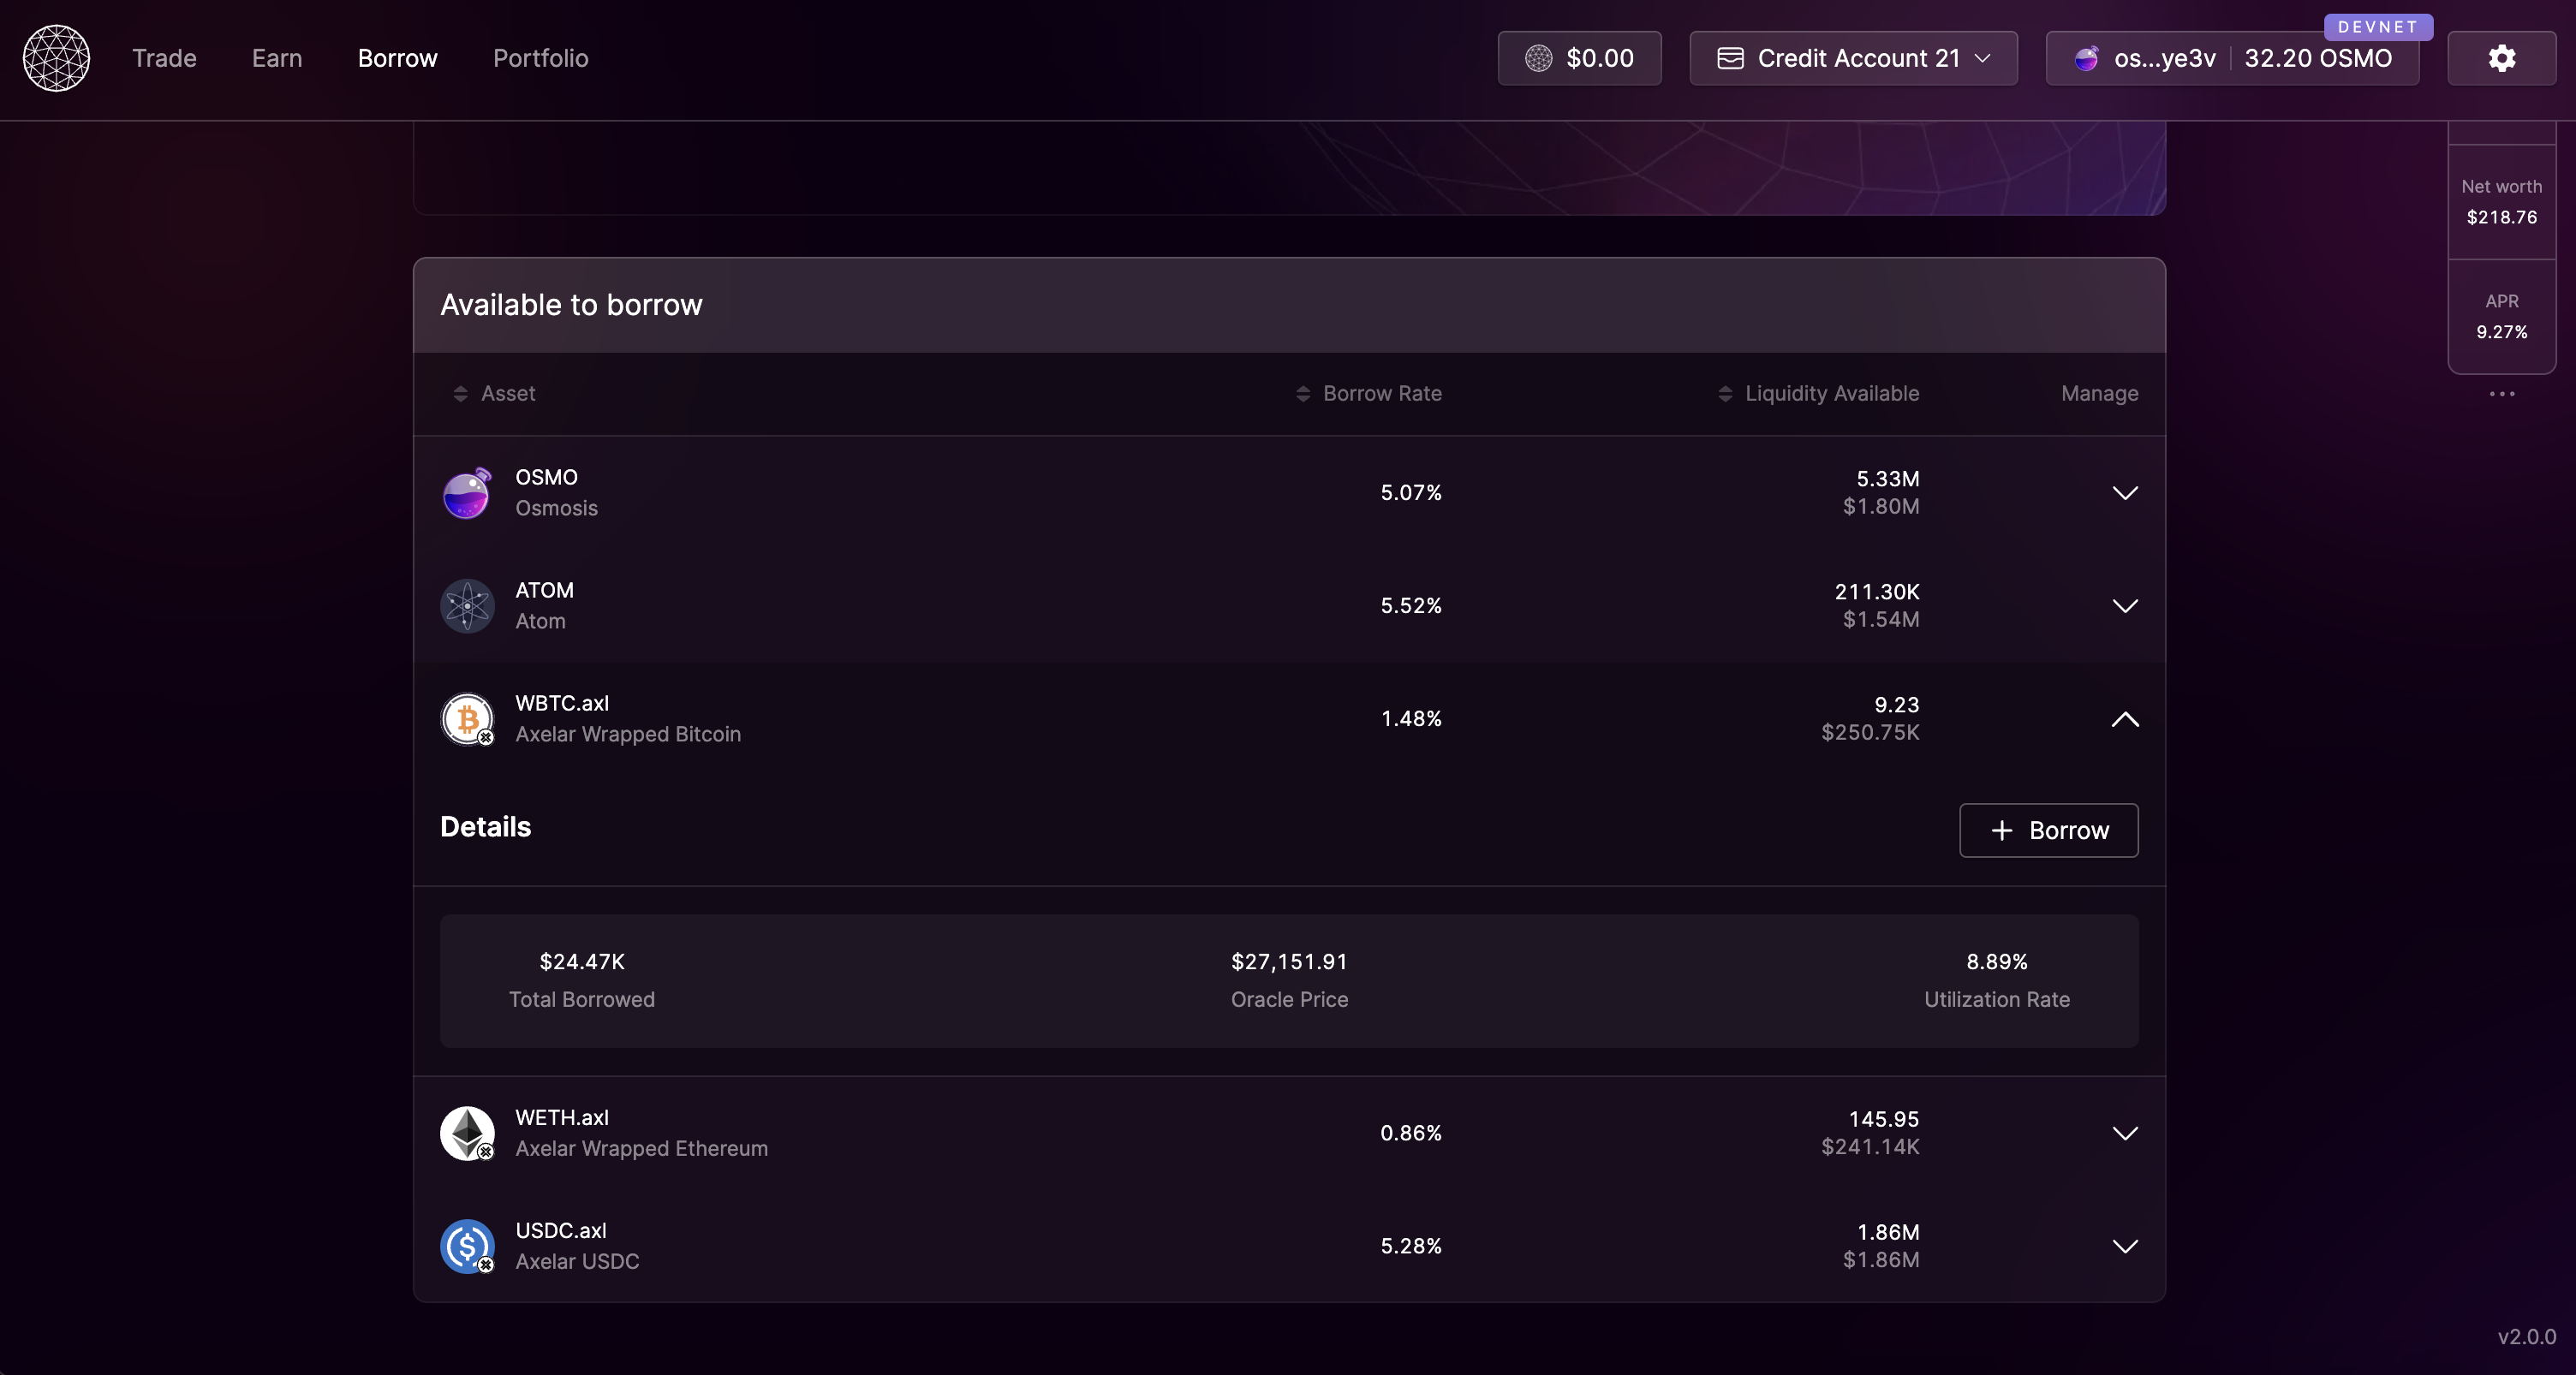 DEVNET
Trade Earn Borrow Portfolio $0.00 Credit Account 21 os...ye3v 32.20 OSMO
Net worth
$218.76
APR
9.27%
Available to borrow
Asset Borrow Rate Liquidity Available Manage
OSMO
Osmosis
5.07%
5.33M
$1.80M
ATOM
Atom
5.52%
211.30K
$1.54M
WBTC.axl
Axelar Wrapped Bitcoin
1.48%
9.23
$250.75K
Details
+ Borrow
$24.47K
Total Borrowed
$27,151.91
Oracle Price
8.89%
Utilization Rate
WETH.axl
Axelar Wrapped Ethereum
0.86%
145.95
$241.14K
USDC.axl
Axelar USDC
5.28%
1.86M
$1.86M
v2.0.0